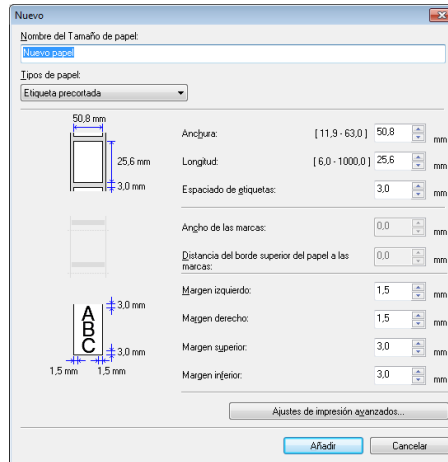 Nuevo
Nombre del Tamaño de papel:
Nuevo papel
Tipos de papel:
Etiqueta precortada
50,8 mm
25,6 mm
3,0 mm
Anchura: [ 11,9 - 63,0 ] 50,8 mm
Longitud: [ 6,0 - 1000,0 ] 25,6 mm
Espaciado de etiquetas: 3,0 mm
Ancho de las marcas: 0,0 mm
Distancia del borde superior del papel a las
marcas: 0,0 mm
3,0 mm
A
B
C
3,0 mm
1,5 mm 1,5 mm
Margen izquierdo: 1,5 mm
Margen derecho: 1,5 mm
Margen superior: 3,0 mm
Margen inferior: 3,0 mm
Ajustes de impresión avanzados...
Añadir Cancelar